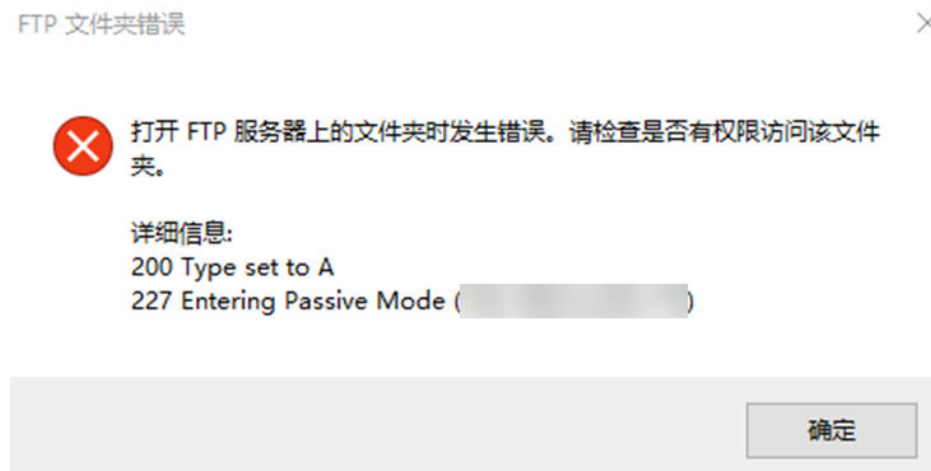 FTP 文件夹错误
打开 FTP 服务器上的文件夹时发生错误。请检查是否有权限访问该文件
夹。
详细信息:
200 Type set to A
227 Entering Passive Mode ( )
确定